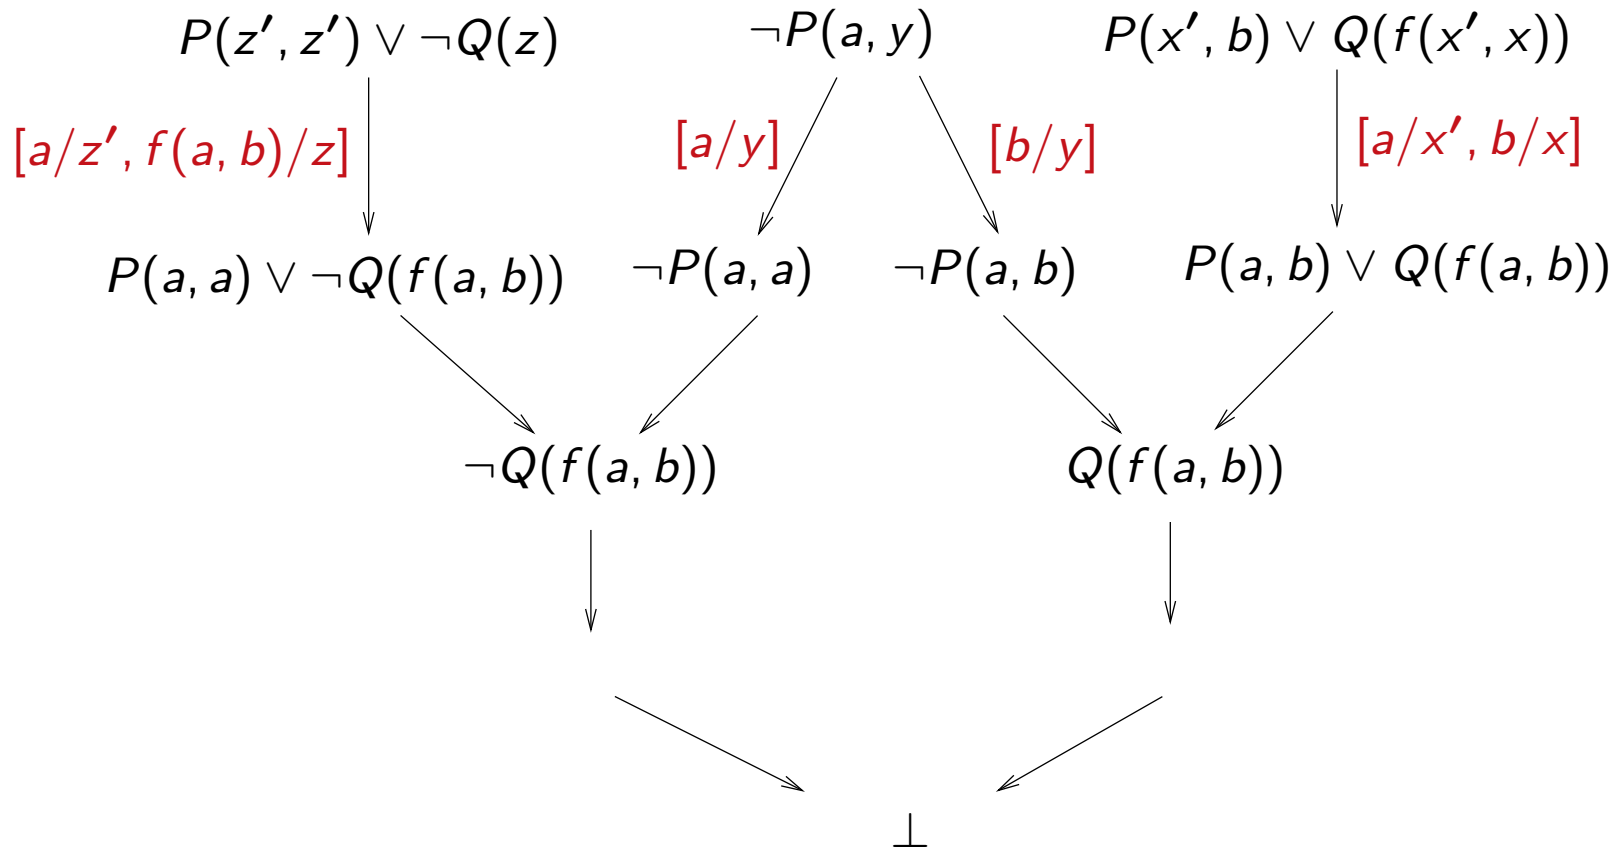 P(z′, z′) ∨ ¬Q(z) ¬P(a, y) P(x′, b) ∨ Q(f(x′, x))
[a/z′, f(a, b)/z] [a/y] [b/y] [a/x′, b/x]
P(a, a) ∨ ¬Q(f(a, b)) ¬P(a, a) ¬P(a, b) P(a, b) ∨ Q(f(a, b))
¬Q(f(a, b)) Q(f(a, b))
⊥